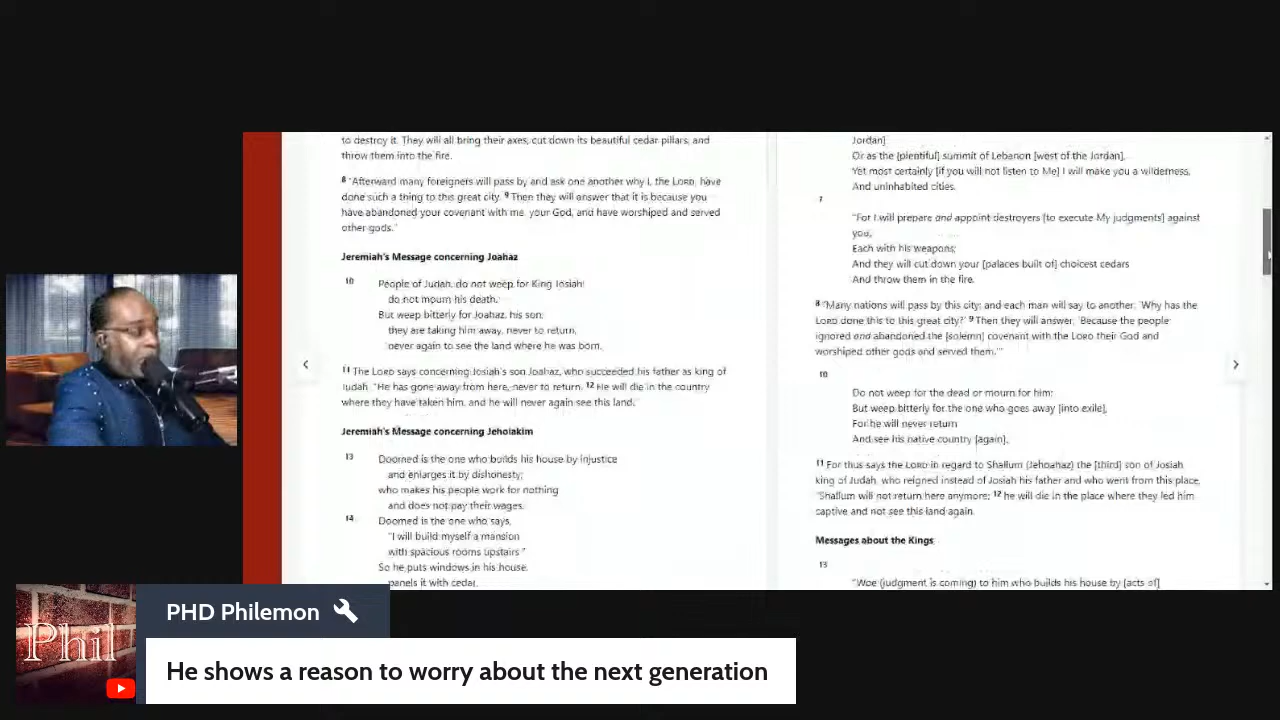 to destroy it. They will all bring their axes, cut down its beautiful cedar pillars, and
throw them into the fire.
8 "Afterward many foreigners will pass by and ask one another why I, the LORD, have
done such a thing to this great city. 9 Then they will answer that it is because you
have abandoned your covenant with me, your God, and have worshiped and served
other gods."
Jeremiah's Message concerning Joahaz
10 People of Judah, do not weep for King Josiah;
do not mourn his death.
But weep bitterly for Joahaz, his son;
they are taking him away, never to return,
never again to see the land where he was born.
11 The LORD says concerning Josiah's son Joahaz, who succeeded his father as king of
Judah, "He has gone away from here, never to return. 12 He will die in the country
where they have taken him, and he will never again see this land."
Jeremiah's Message concerning Jehoiakim
13 Doomed is the one who builds his house by injustice
and enlarges it by dishonesty;
who makes his people work for nothing
and does not pay their wages.
14 Doomed is the one who says,
"I will build myself a mansion
with spacious rooms upstairs."
So he puts windows in his house,
panels it with cedar,
Jordan]
Or as the [plentiful] summit of Lebanon [west of the Jordan],
Yet most certainly [if you will not listen to Me] I will make you a wilderness,
And uninhabited cities.
7
"For I will prepare and appoint destroyers [to execute My judgments] against
you,
Each with his weapons;
And they will cut down your [palaces built of] choicest cedars
And throw them in the fire.
8 "Many nations will pass by this city; and each man will say to another, 'Why has the
LORD done this to this great city?' 9 Then they will answer, 'Because the people
ignored and abandoned the [solemn] covenant with the LORD their God and
worshiped other gods and served them.'"
10
Do not weep for the dead or mourn for him;
But weep bitterly for the one who goes away [into exile],
For he will never return
And see his native country [again].
11 For thus says the LORD in regard to Shallum (Jehoahaz) the [third] son of Josiah,
king of Judah, who reigned instead of Josiah his father and who went from this place,
"Shallum will not return here anymore; 12 he will die in the place where they led him
captive and not see this land again.
Messages about the Kings
13
"Woe (judgment is coming) to him who builds his house by [acts of]
Phil
PHD Philemon
He shows a reason to worry about the next generation